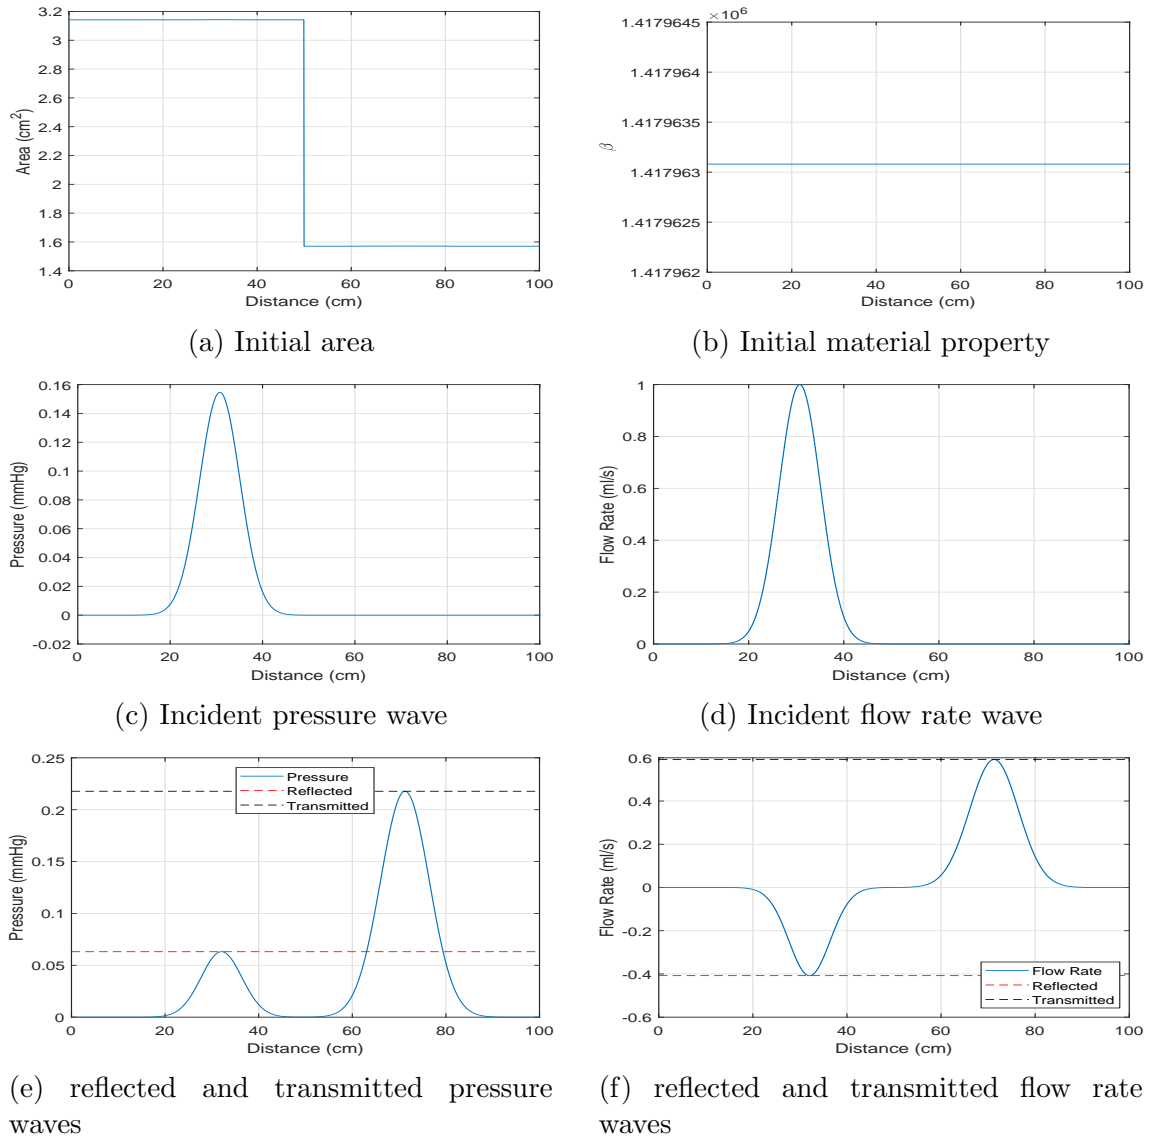 3.2
3
2.8
2.6
2.4
2.2
2
1.8
1.6
1.4
Area (cm²)
0 20 40 60 80 100
Distance (cm)
(a) Initial area
×10⁶
1.4179645
1.417964
1.4179635
1.417963
1.4179625
1.417962
β
0 20 40 60 80 100
Distance (cm)
(b) Initial material property
0.16
0.14
0.12
0.1
0.08
0.06
0.04
0.02
0
-0.02
Pressure (mmHg)
0 20 40 60 80 100
Distance (cm)
(c) Incident pressure wave
1
0.8
0.6
0.4
0.2
0
Flow Rate (ml/s)
0 20 40 60 80 100
Distance (cm)
(d) Incident flow rate wave
0.25
0.2
0.15
0.1
0.05
0
Pressure (mmHg)
Pressure
Reflected
Transmitted
0 20 40 60 80 100
Distance (cm)
(e) reflected and transmitted pressure
waves
0.6
0.4
0.2
0
-0.2
-0.4
-0.6
Flow Rate (ml/s)
Flow Rate
Reflected
Transmitted
0 20 40 60 80 100
Distance (cm)
(f) reflected and transmitted flow rate
waves